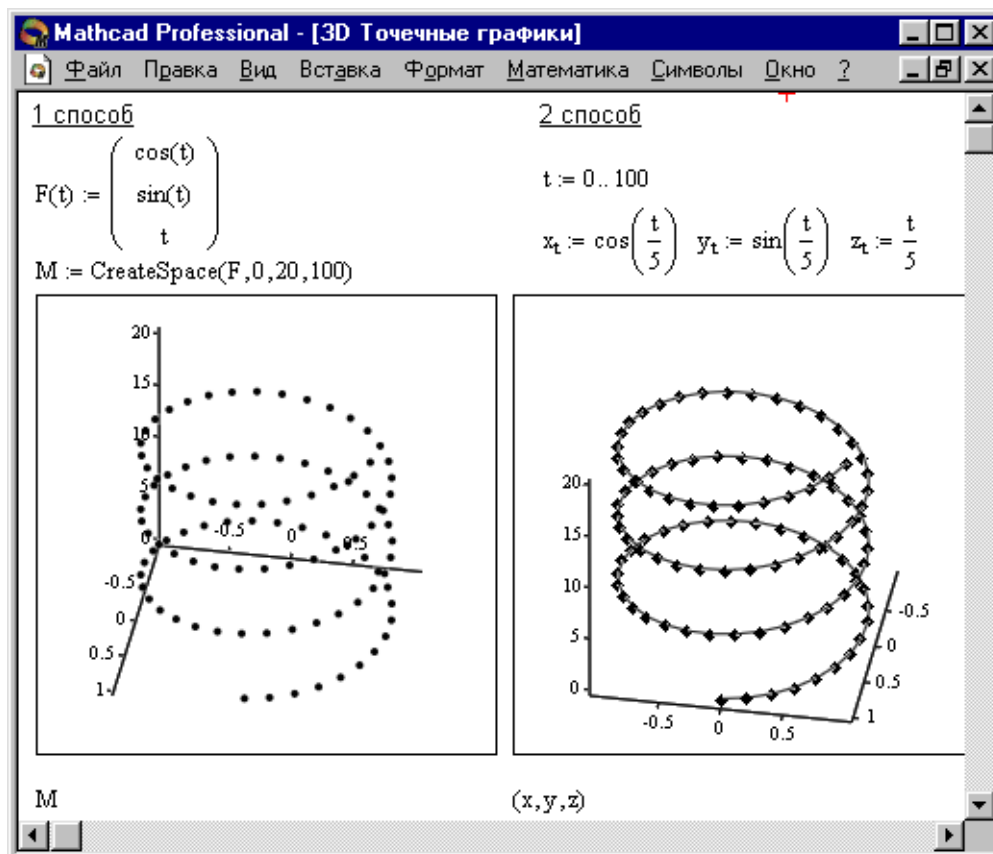 Mathcad Professional - [3D Точечные графики]
Файл Правка Вид Вставка Формат Математика Символы Окно ?
1 способ
F(t) := ( cos(t)
sin(t)
t )
M := CreateSpace(F,0,20,100)
20
15
10
5
0
-0.5
0
0.5
-0.5
0
0.5
1
M
2 способ
t := 0.. 100
x_t := cos(t/5) y_t := sin(t/5) z_t := t/5
20
15
10
5
0
-0.5
0
0.5
-0.5
0
0.5
1
(x,y,z)